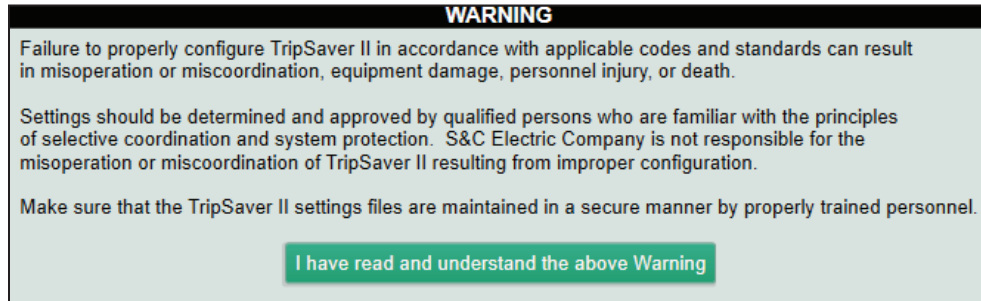 WARNING
Failure to properly configure TripSaver II in accordance with applicable codes and standards can result
in misoperation or miscoordination, equipment damage, personnel injury, or death.
Settings should be determined and approved by qualified persons who are familiar with the principles
of selective coordination and system protection.  S&C Electric Company is not responsible for the
misoperation or miscoordination of TripSaver II resulting from improper configuration.
Make sure that the TripSaver II settings files are maintained in a secure manner by properly trained personnel.
I have read and understand the above Warning